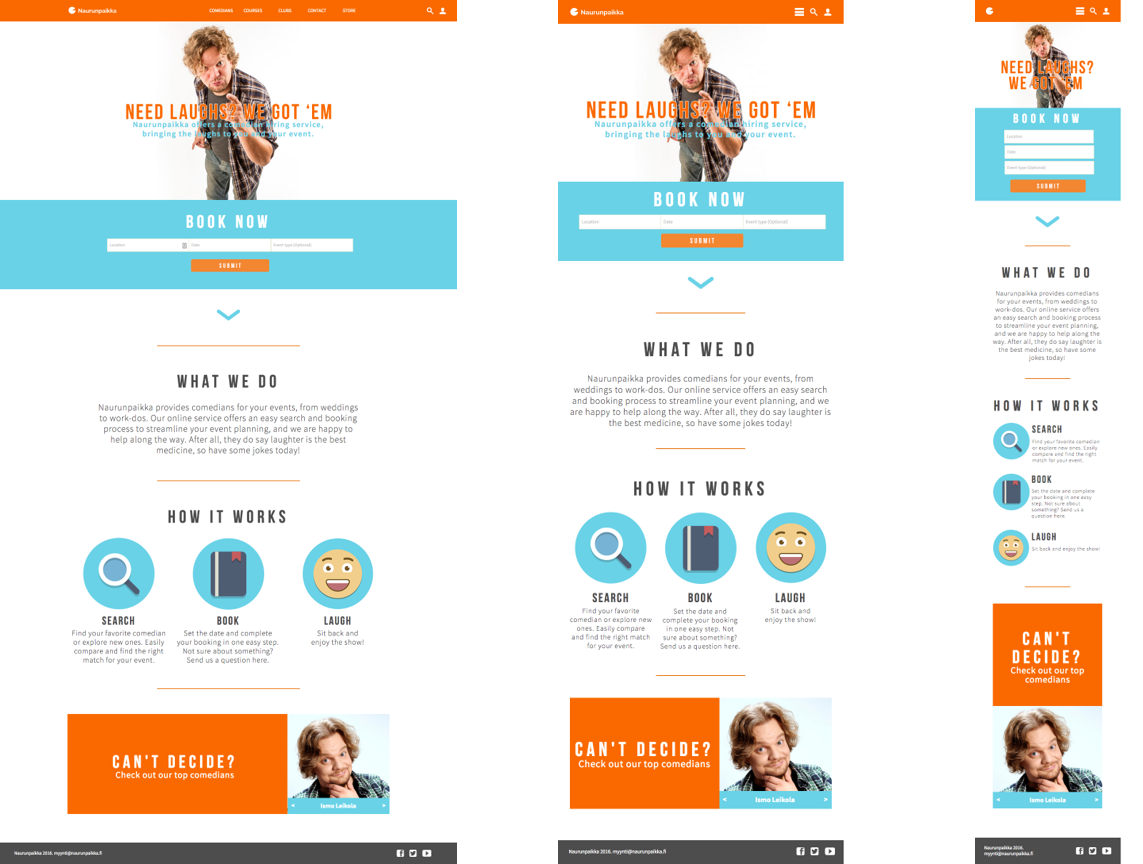 Naurunpaikka
COMEDIANS COURSES CLUBS CONTACT STORE
NEED LAUGHS? WE GOT ‘EM
Naurunpaikka offers a comedian hiring service,
bringing the laughs to you and your event.
BOOK NOW
Location Date Event type (Optional)
SUBMIT
WHAT WE DO
Naurunpaikka provides comedians for your events, from weddings
to work-dos. Our online service offers an easy search and booking
process to streamline your event planning, and we are happy to
help along the way. After all, they do say laughter is the best
medicine, so have some jokes today!
HOW IT WORKS
SEARCH
Find your favorite comedian
or explore new ones. Easily
compare and find the right
match for your event.
BOOK
Set the date and complete
your booking in one easy step.
Not sure about something?
Send us a question here.
LAUGH
Sit back and
enjoy the show!
CAN'T DECIDE?
Check out our top comedians
< Ismo Leikola >
Naurunpaikka 2016. myynti@naurunpaikka.fi
Naurunpaikka
NEED LAUGHS? WE GOT ‘EM
Naurunpaikka offers a comedian hiring service,
bringing the laughs to you and your event.
BOOK NOW
Location Date Event type (Optional)
SUBMIT
WHAT WE DO
Naurunpaikka provides comedians for your events, from
weddings to work-dos. Our online service offers an easy search
and booking process to streamline your event planning, and we
are happy to help along the way. After all, they do say laughter is
the best medicine, so have some jokes today!
HOW IT WORKS
SEARCH
Find your favorite
comedian or explore new
ones. Easily compare
and find the right match
for your event.
BOOK
Set the date and
complete your booking
in one easy step. Not
sure about something?
Send us a question here.
LAUGH
Sit back and
enjoy the show!
CAN'T DECIDE?
Check out our top comedians
< Ismo Leikola >
Naurunpaikka 2016. myynti@naurunpaikka.fi
NEED LAUGHS?
WE GOT ‘EM
BOOK NOW
Location
Date
Event type (Optional)
SUBMIT
WHAT WE DO
Naurunpaikka provides comedians
for your events, from weddings to
work-dos. Our online service offers
an easy search and booking process
to streamline your event planning,
and we are happy to help along the
way. After all, they do say laughter is
the best medicine, so have some
jokes today!
HOW IT WORKS
SEARCH
Find your favorite comedian
or explore new ones. Easily
compare and find the right
match for your event.
BOOK
Set the date and complete
your booking in one easy
step. Not sure about
something? Send us a
question here.
LAUGH
Sit back and enjoy the show!
CAN'T
DECIDE?
Check out our top
comedians
< Ismo Leikola >
Naurunpaikka 2016.
myynti@naurunpaikka.fi